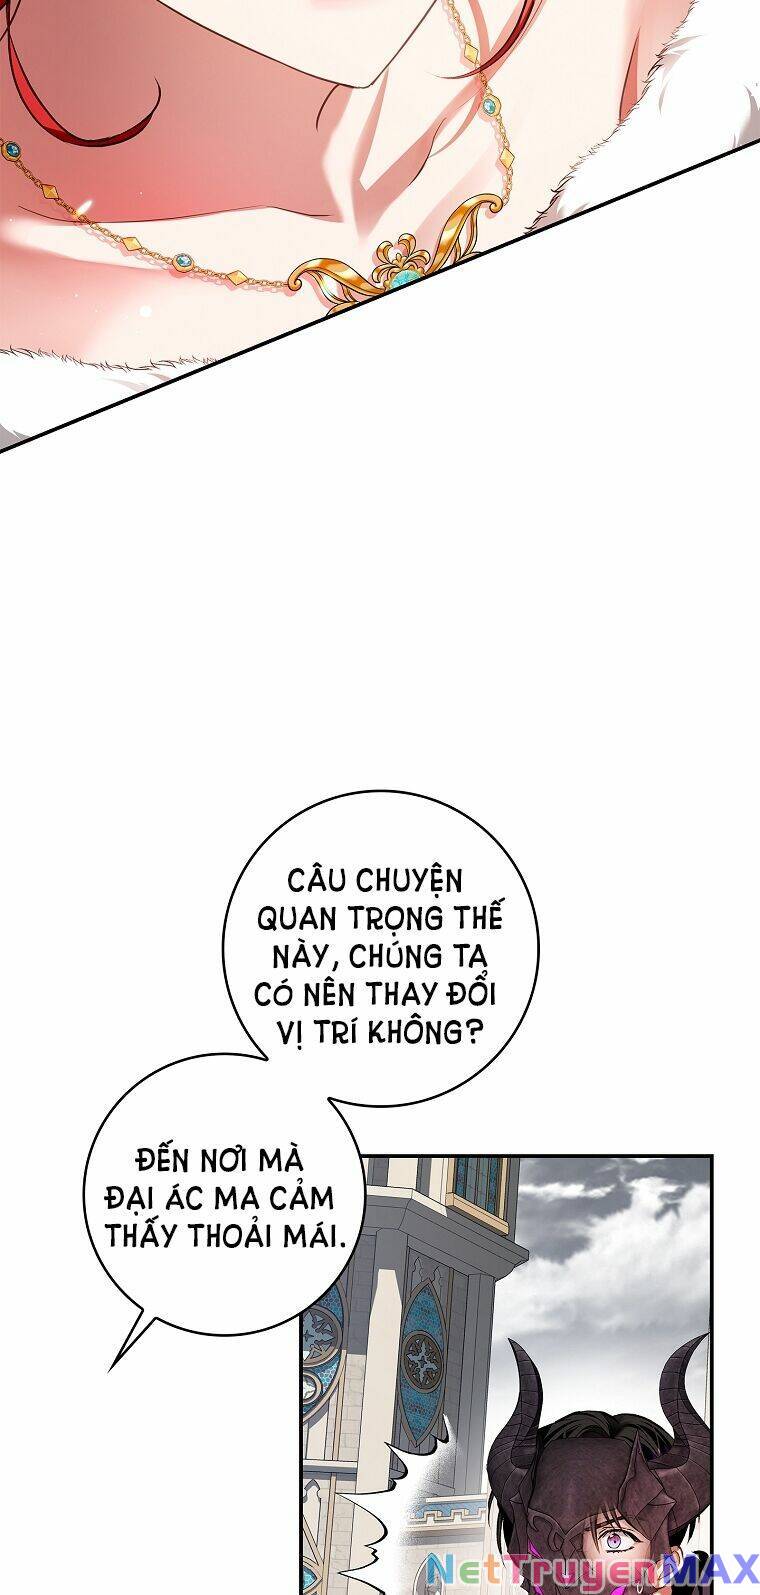 CÂU CHUYỆN
QUAN TRỌNG THẾ
NÀY, CHÚNG TA
CÓ NÊN THAY ĐỔI
VỊ TRÍ KHÔNG?
ĐẾN NƠI MÀ
ĐẠI ÁC MA CẢM
THẤY THOẢI MÁI.
NetTruyenMAX